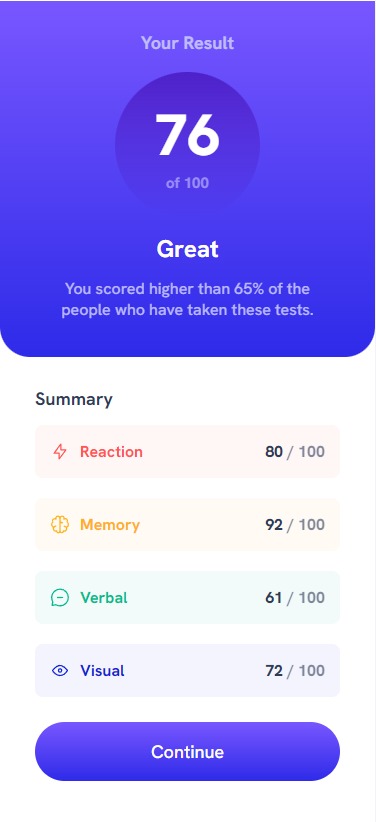 Your Result
76
of 100
Great
You scored higher than 65% of the
people who have taken these tests.
Summary
Reaction 80 / 100
Memory 92 / 100
Verbal 61 / 100
Visual 72 / 100
Continue